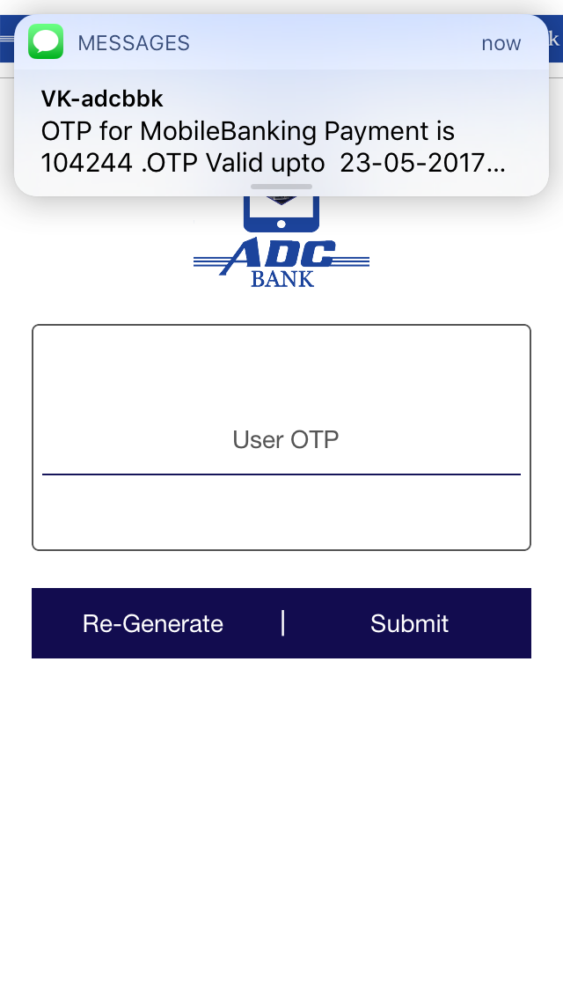 MESSAGES now
k
VK-adcbbk
OTP for MobileBanking Payment is
104244 .OTP Valid upto 23-05-2017...
ADC
BANK
User OTP
Re-Generate | Submit